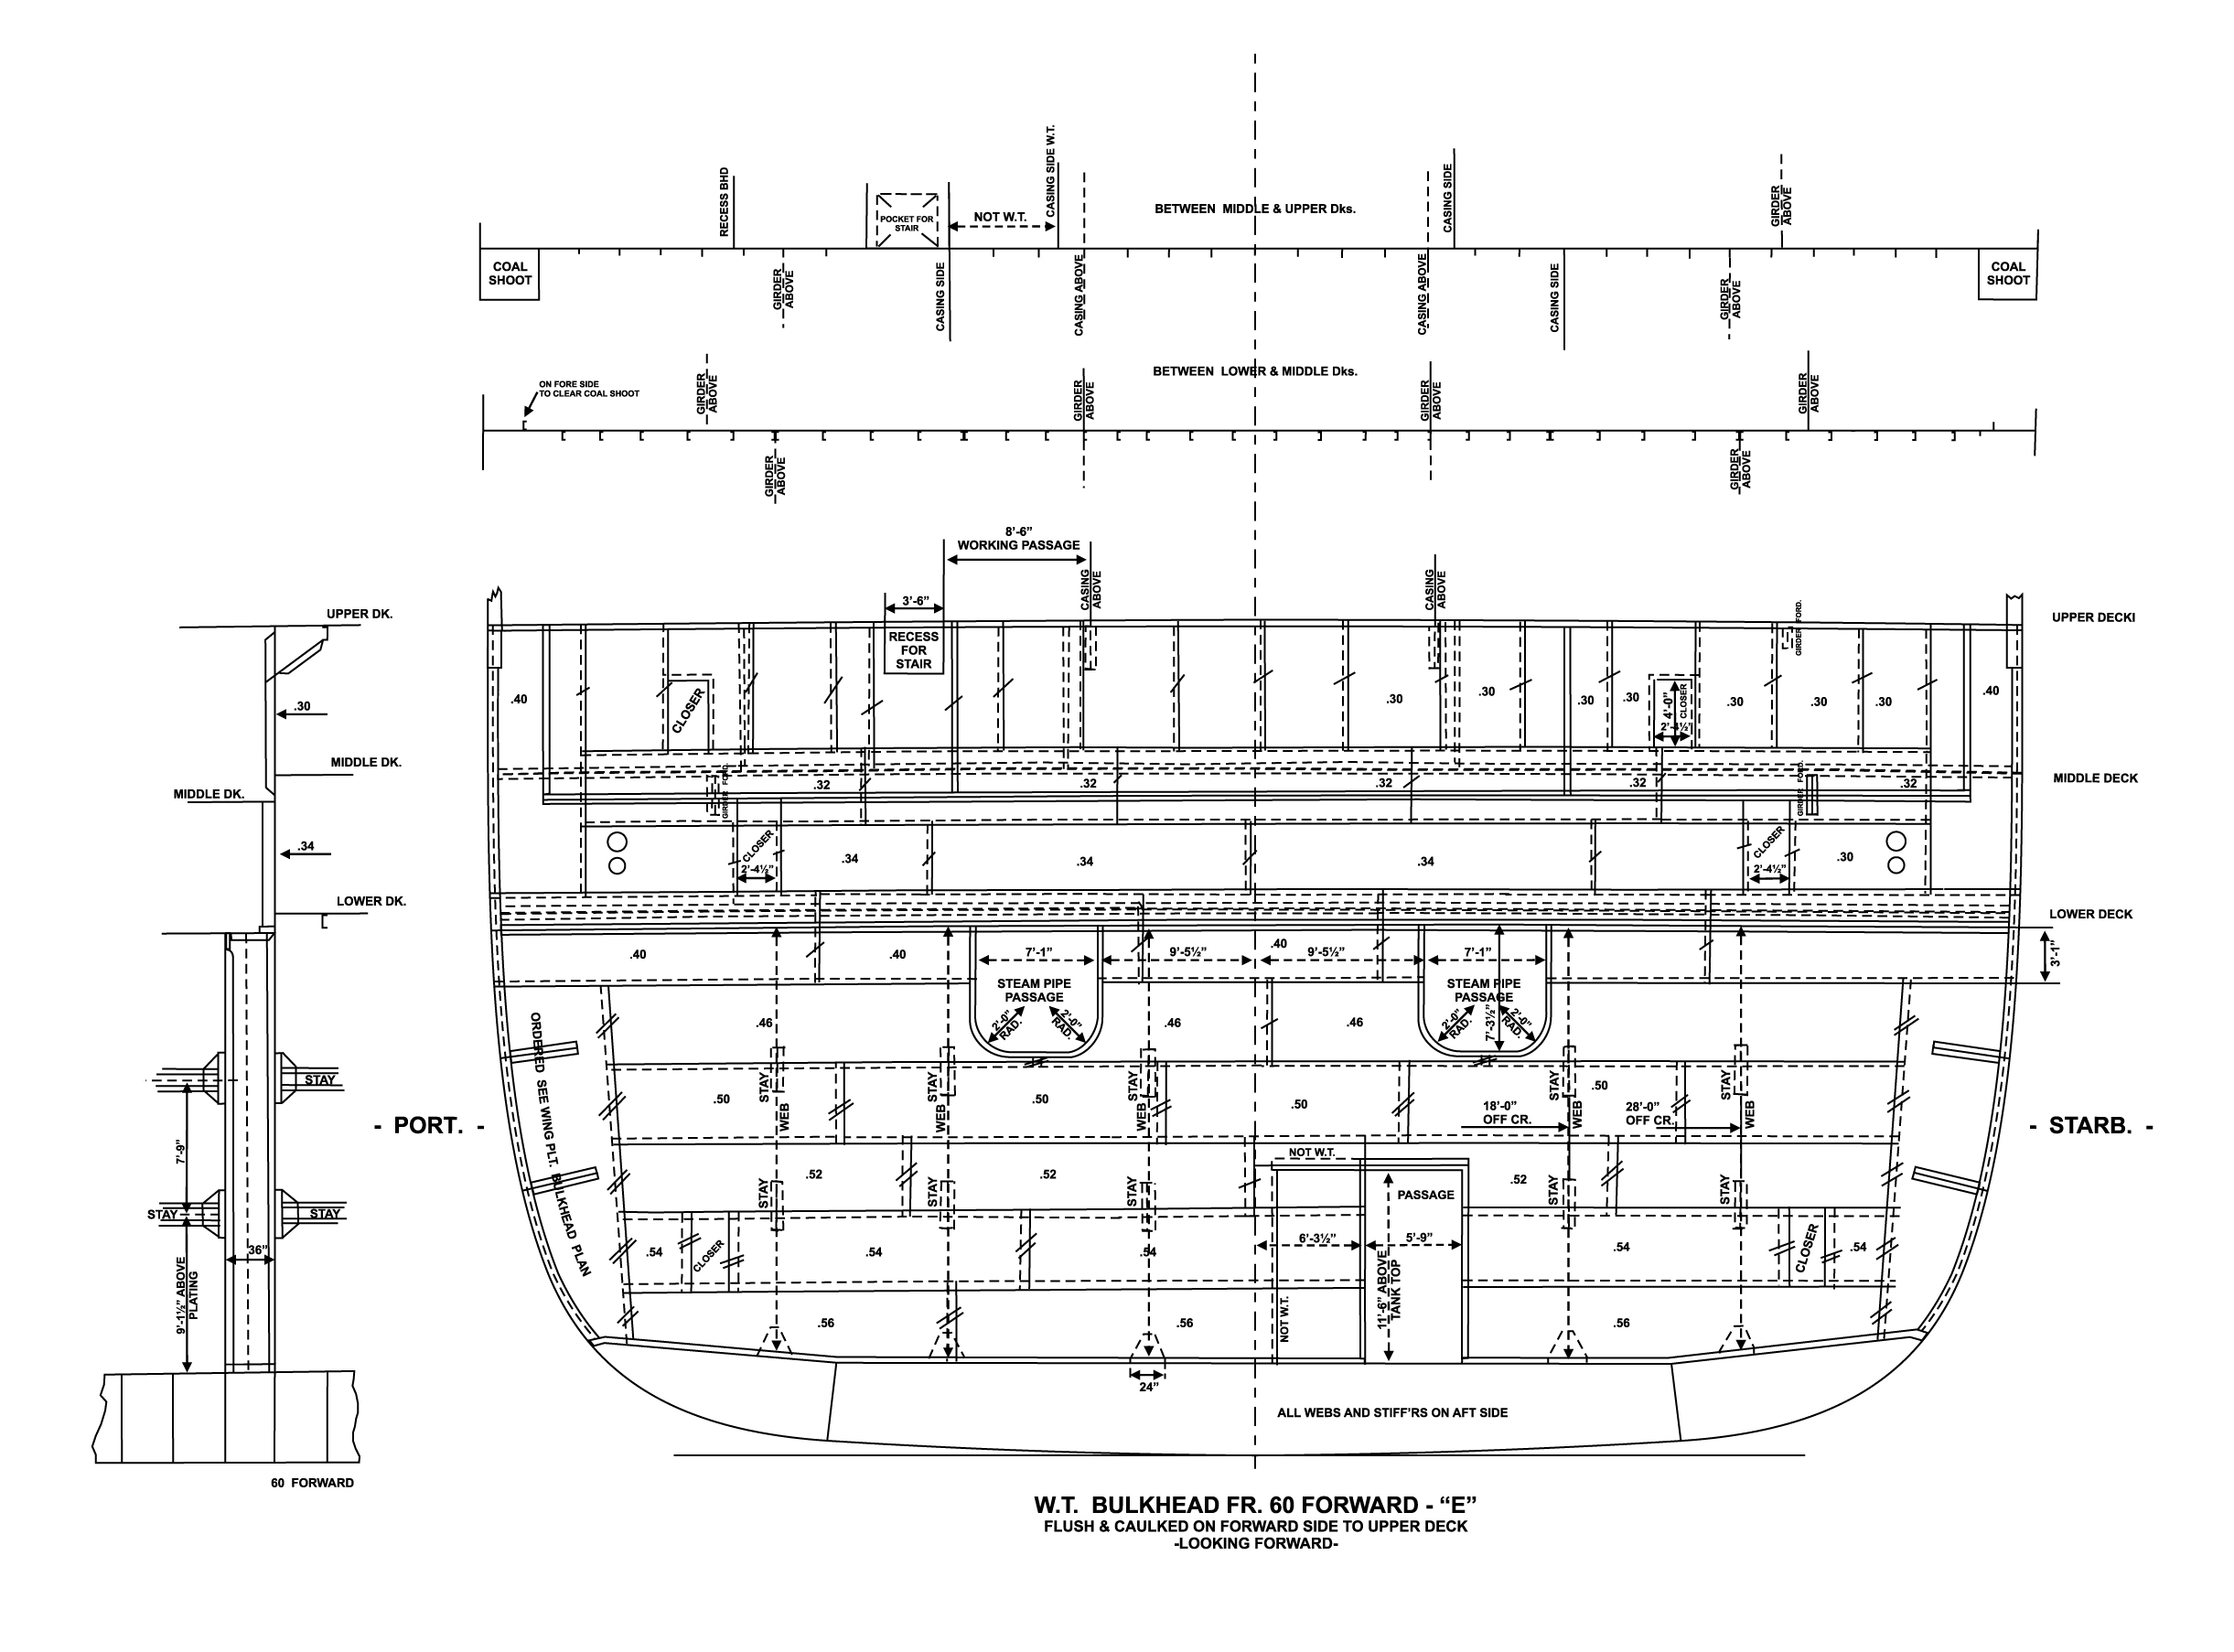 RECESS BHD
POCKET FOR
STAIR
NOT W.T.
CASING SIDE W.T.
BETWEEN MIDDLE & UPPER Dks.
CASING SIDE
GIRDER
ABOVE
COAL
SHOOT
GIRDER
ABOVE
CASING SIDE
CASING ABOVE
CASING ABOVE
CASING SIDE
GIRDER
ABOVE
COAL
SHOOT
ON FORE SIDE
TO CLEAR COAL SHOOT
GIRDER
ABOVE
GIRDER
ABOVE
BETWEEN LOWER & MIDDLE Dks.
GIRDER
ABOVE
GIRDER
ABOVE
GIRDER
ABOVE
GIRDER
ABOVE
8’-6”
WORKING PASSAGE
3’-6”
CASING
ABOVE
CASING
ABOVE
UPPER DK.
.30
MIDDLE DK.
MIDDLE DK.
.34
LOWER DK.
STAY
7’-9”
STAY
STAY
36”
9’-1½” ABOVE
PLATING
60 FORWARD
UPPER DECKI
GIRDER FORD.
RECESS
FOR
STAIR
.40
CLOSER
.30
.30
.30
.30
4’-0”
CLOSER
2’-4½”
.30
.30
.30
.40
MIDDLE DECK
GIRDER FORD.
.32
.32
.32
.32
GIRDER FORD.
.32
CLOSER
2’-4½”
.34
.34
.34
CLOSER
2’-4½”
.30
LOWER DECK
3’-1”
.40
.40
7’-1”
9’-5½”
.40
9’-5½”
7’-1”
STEAM PIPE
PASSAGE
2’-0”
RAD.
2’-0”
RAD.
STEAM PIPE
PASSAGE
2’-0”
RAD.
7’-3½”
2’-0”
RAD.
.46
.46
.46
ORDERED SEE WING PLT. BULKHEAD PLAN
- PORT. -
- STARB. -
.50
STAY
WEB
STAY
WEB
.50
STAY
WEB
.50
18’-0”
OFF CR.
STAY
WEB
.50
28’-0”
OFF CR.
STAY
WEB
NOT W.T.
.52
STAY
STAY
.52
STAY
PASSAGE
.52
STAY
STAY
.54
CLOSER
.54
.54
6’-3½”
5’-9”
.54
CLOSER
.54
11’-6” ABOVE
TANK TOP
NOT W.T.
.56
.56
.56
24”
ALL WEBS AND STIFF’RS ON AFT SIDE
W.T. BULKHEAD FR. 60 FORWARD - “E”
FLUSH & CAULKED ON FORWARD SIDE TO UPPER DECK
-LOOKING FORWARD-